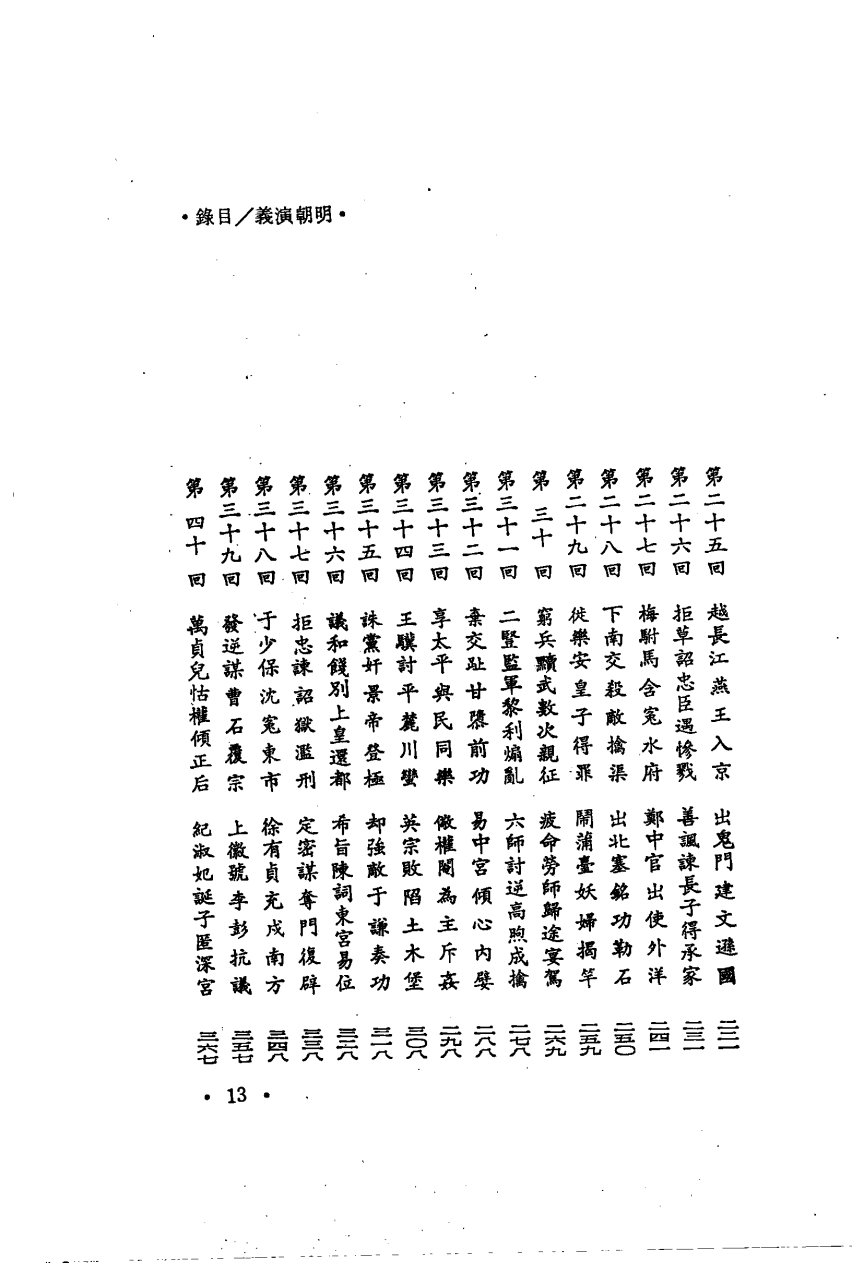 ·錄目/義演朝明·
第二十五回 越長江燕王入京 出鬼門建文遜國 二二一
第二十六回 拒草詔忠臣遇慘戮 善諷諫長子得承家 二三一
第二十七回 梅駙馬含冤水府 鄭中官出使外洋 二四一
第二十八回 下南交殺敵擒渠 出北塞銘功勒石 二五〇
第二十九回 徙樂安皇子得罪 鬧蒲臺妖婦揭竿 二五九
第三十回 窮兵黷武數次親征 疲命勞師歸途宴駕 二六九
第三十一回 二豎監軍黎利煽亂 六師討逆高煦成擒 二七八
第三十二回 棄交趾甘隳前功 易中宮傾心內嬖 二八八
第三十三回 享太平與民同樂 儆權閹為主斥姦 二九八
第三十四回 王驥討平麓川蠻 英宗敗陷土木堡 三〇八
第三十五回 誅黨奸景帝登極 却強敵于謙奏功 三一八
第三十六回 議和餞別上皇還都 希旨陳詞東宮易位 三二八
第三十七回 拒忠諫詔獄濫刑 定密謀奪門復辟 三三八
第三十八回 于少保沈冤東市 徐有貞充戍南方 三四八
第三十九回 發逆謀曹石覆宗 上徽號李彭抗議 三五七
第四十回 萬貞兒怙權傾正后 紀淑妃誕子匿深宮 三六七
· 13 ·